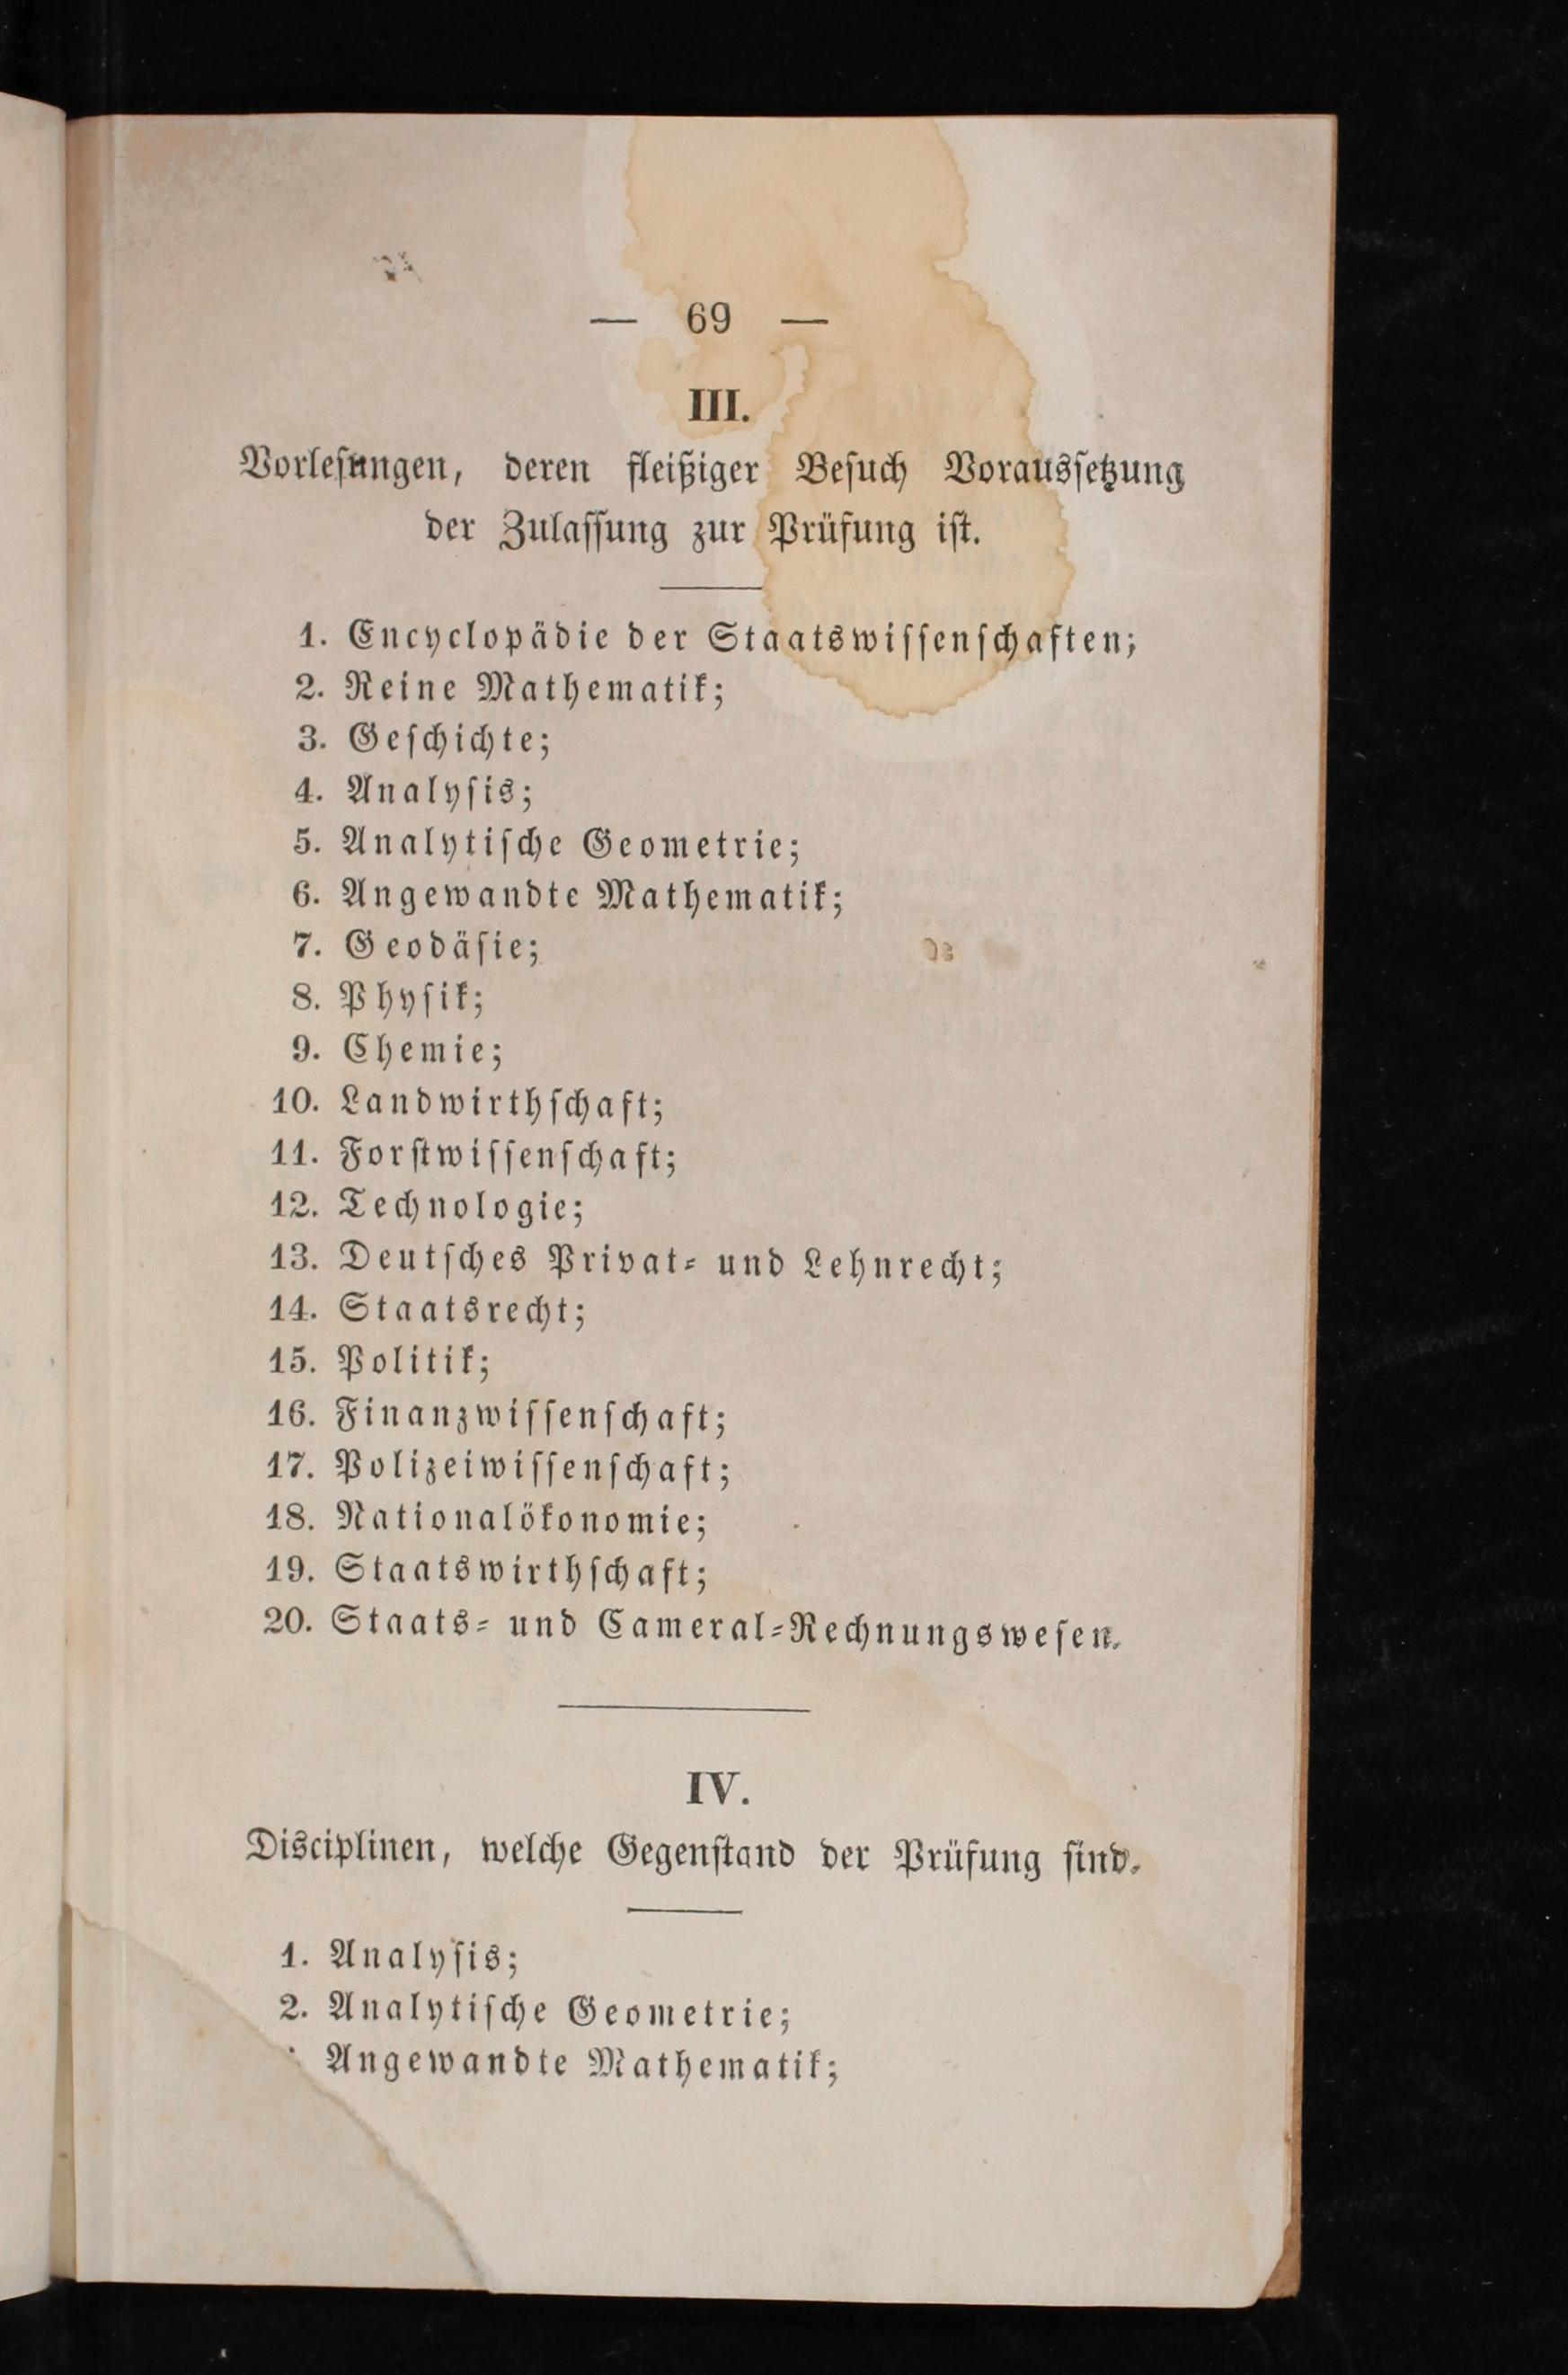 — 69 —
III.
Vorleſungen, deren fleißiger Beſuch Vorausſetzung
der Zulaſſung zur Prüfung iſt.
1. Encyclopädie der Staatswiſſenſchaften;
2. Reine Mathematik;
3. Geſchichte;
4. Analyſis;
5. Analytiſche Geometrie;
6. Angewandte Mathematik;
7. Geodäſie;
8. Phyſik;
9. Chemie;
10. Landwirthſchaft;
11. Forſtwiſſenſchaft;
12. Technologie;
13. Deutſches Privat- und Lehnrecht;
14. Staatsrecht;
15. Politik;
16. Finanzwiſſenſchaft;
17. Polizeiwiſſenſchaft;
18. Nationalökonomie;
19. Staatswirthſchaft;
20. Staats- und Cameral-Rechnungsweſen.
IV.
Disciplinen, welche Gegenſtand der Prüfung ſind.
1. Analyſis;
2. Analytiſche Geometrie;
Angewandte Mathematik;